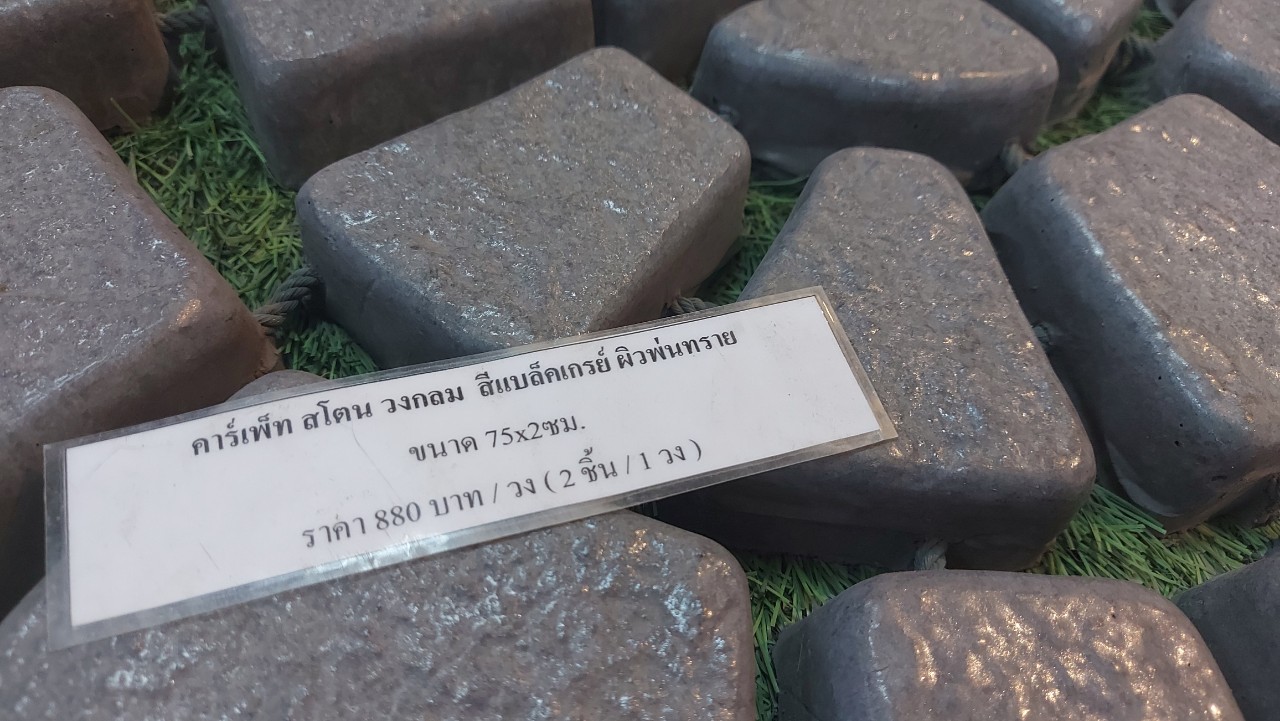 คาร์เพ็ท สโตน วงกลม สีแบล็คเกรย์ ผิวพ่นทราย
ขนาด 75x2ซม.
ราคา 880 บาท / วง ( 2 ชิ้น / 1 วง )